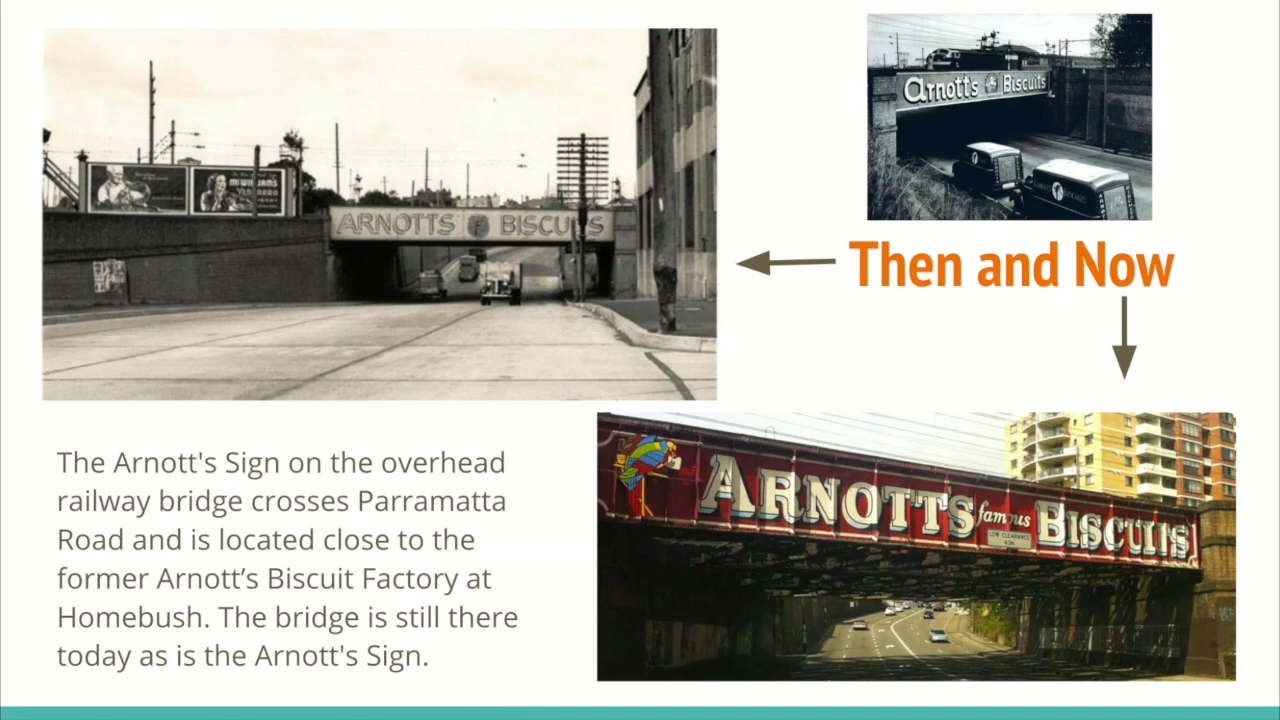 Arnott's Biscuits
ARNOTTS BISCUITS
Then and Now
ARNOTTS famous BISCUITS
LOW CLEARANCE
4.3m
The Arnott's Sign on the overhead
railway bridge crosses Parramatta
Road and is located close to the
former Arnott’s Biscuit Factory at
Homebush. The bridge is still there
today as is the Arnott's Sign.